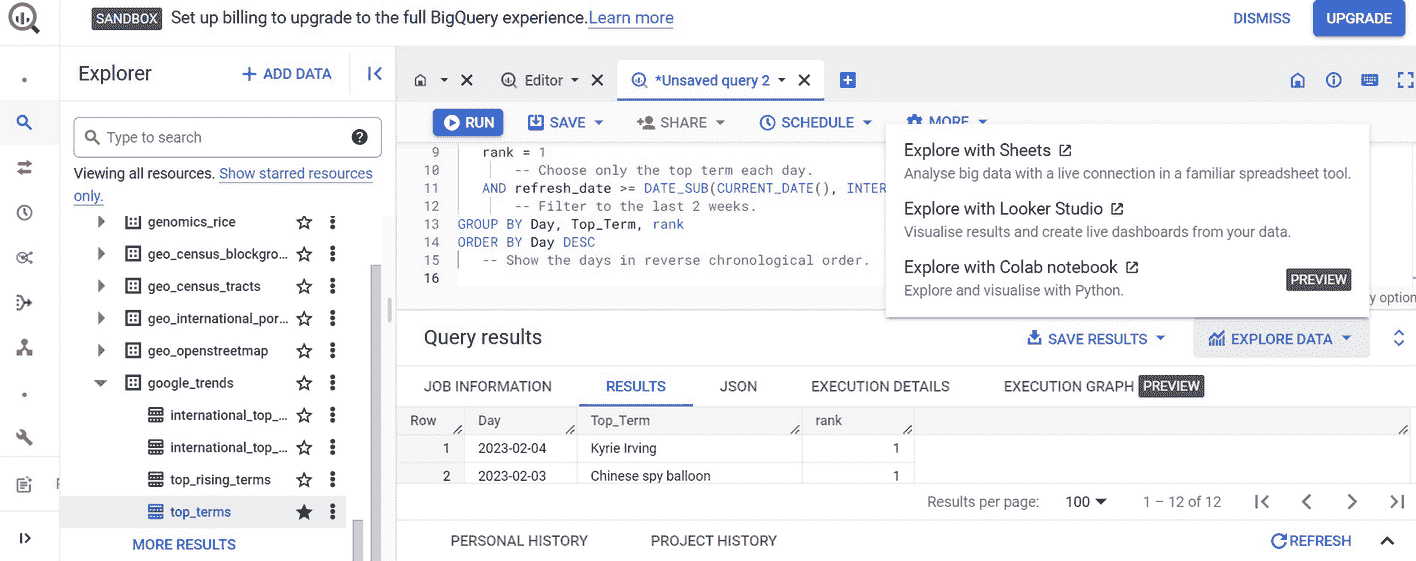 SANDBOX Set up billing to upgrade to the full BigQuery experience. Learn more DISMISS UPGRADE
Explorer + ADD DATA
Type to search
Viewing all resources. Show starred resources
only.
genomics_rice
geo_census_blockgro...
geo_census_tracts
geo_international_por...
geo_openstreetmap
google_trends
international_top_...
international_top_...
top_rising_terms
top_terms
MORE RESULTS
Editor *Unsaved query 2
RUN SAVE SHARE SCHEDULE MORE
9 rank = 1
10 -- Choose only the top term each day.
11 AND refresh_date >= DATE_SUB(CURRENT_DATE(), INTER
12 -- Filter to the last 2 weeks.
13 GROUP BY Day, Top_Term, rank
14 ORDER BY Day DESC
15 -- Show the days in reverse chronological order.
16
Explore with Sheets
Analyse big data with a live connection in a familiar spreadsheet tool.
Explore with Looker Studio
Visualise results and create live dashboards from your data.
Explore with Colab notebook
Explore and visualise with Python.
PREVIEW
y option
Query results SAVE RESULTS EXPLORE DATA
JOB INFORMATION RESULTS JSON EXECUTION DETAILS EXECUTION GRAPH PREVIEW
Row Day Top_Term rank
1 2023-02-04 Kyrie Irving 1
2 2023-02-03 Chinese spy balloon 1
Results per page: 100 1 – 12 of 12
PERSONAL HISTORY PROJECT HISTORY REFRESH